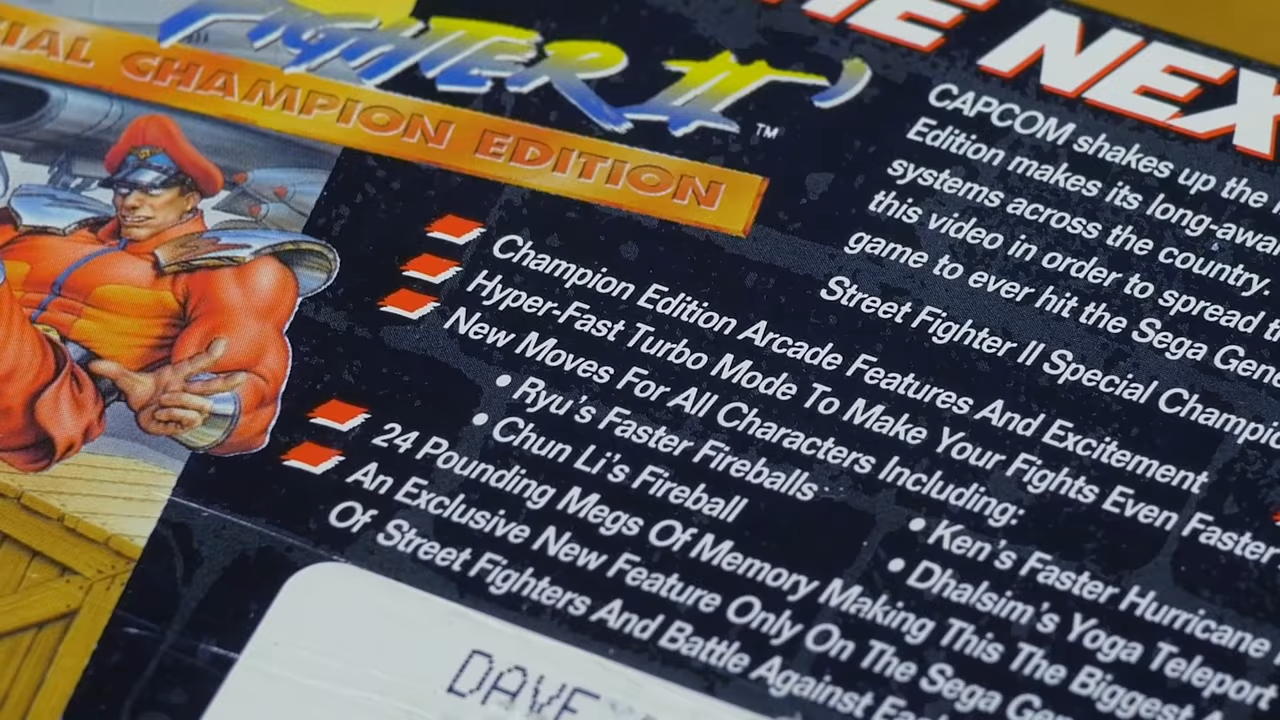 FIGHTER II'
TM
IAL CHAMPION EDITION
THE NEX
CAPCOM shakes up the
Edition makes its long-awa
systems across the country.
this video in order to spread
game to ever hit the Sega Gene
Street Fighter II Special Champio
Champion Edition Arcade Features And Excitement
Hyper-Fast Turbo Mode To Make Your Fights Even Faster
New Moves For All Characters Including:
• Ryu's Faster Fireballs
• Chun Li's Fireball
• Ken's Faster Hurricane
• Dhalsim's Yoga Teleport
24 Pounding Megs Of Memory Making This The Biggest
An Exclusive New Feature Only On The Sega Gen
Of Street Fighters And Battle Against Eac
DAVE